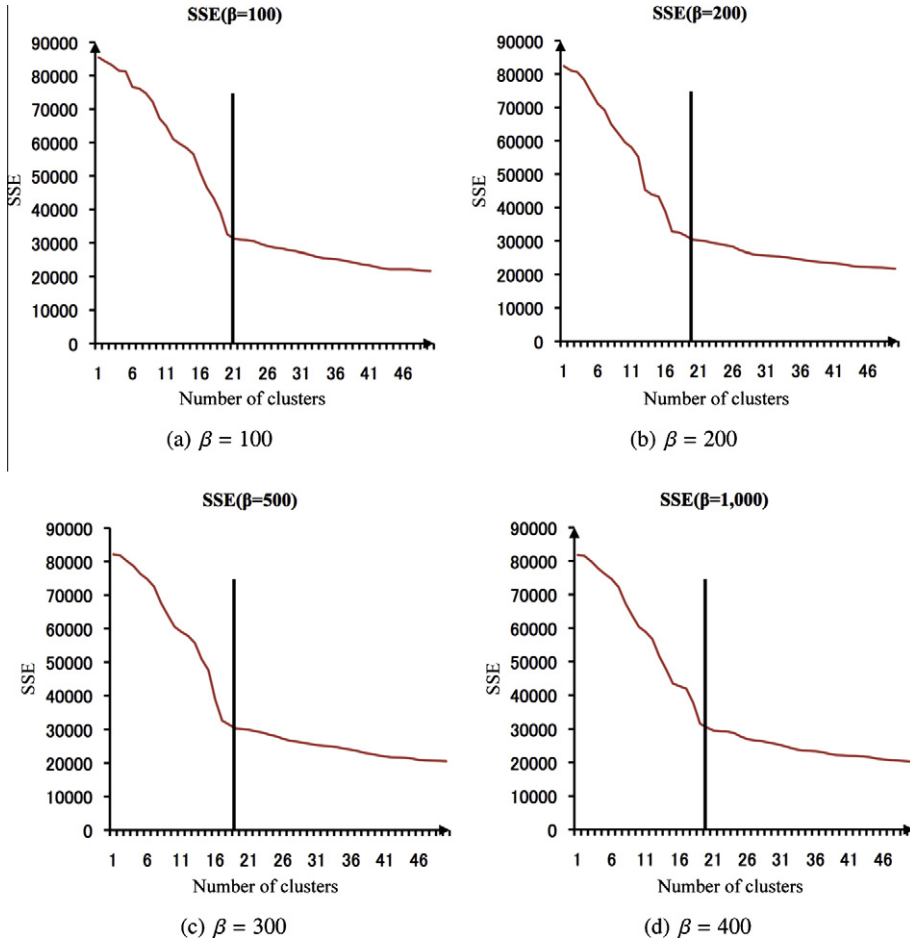 SSE(β=100)
90000
80000
70000
60000
50000
40000
30000
20000
10000
0
SSE
1 6 11 16 21 26 31 36 41 46
Number of clusters
(a) β = 100
SSE(β=200)
90000
80000
70000
60000
50000
40000
30000
20000
10000
0
SSE
1 6 11 16 21 26 31 36 41 46
Number of clusters
(b) β = 200
SSE(β=500)
90000
80000
70000
60000
50000
40000
30000
20000
10000
0
SSE
1 6 11 16 21 26 31 36 41 46
Number of clusters
(c) β = 300
SSE(β=1,000)
90000
80000
70000
60000
50000
40000
30000
20000
10000
0
SSE
1 6 11 16 21 26 31 36 41 46
Number of clusters
(d) β = 400